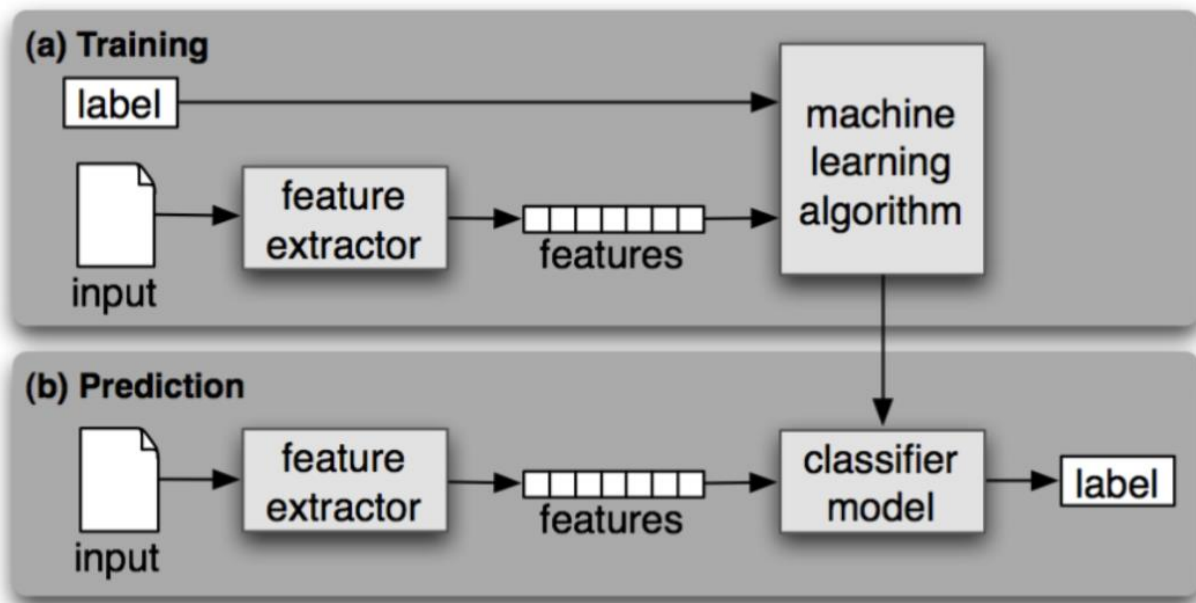 (a) Training
label
machine
learning
algorithm
feature
extractor
features
input
(b) Prediction
feature
extractor
features
classifier
model
label
input